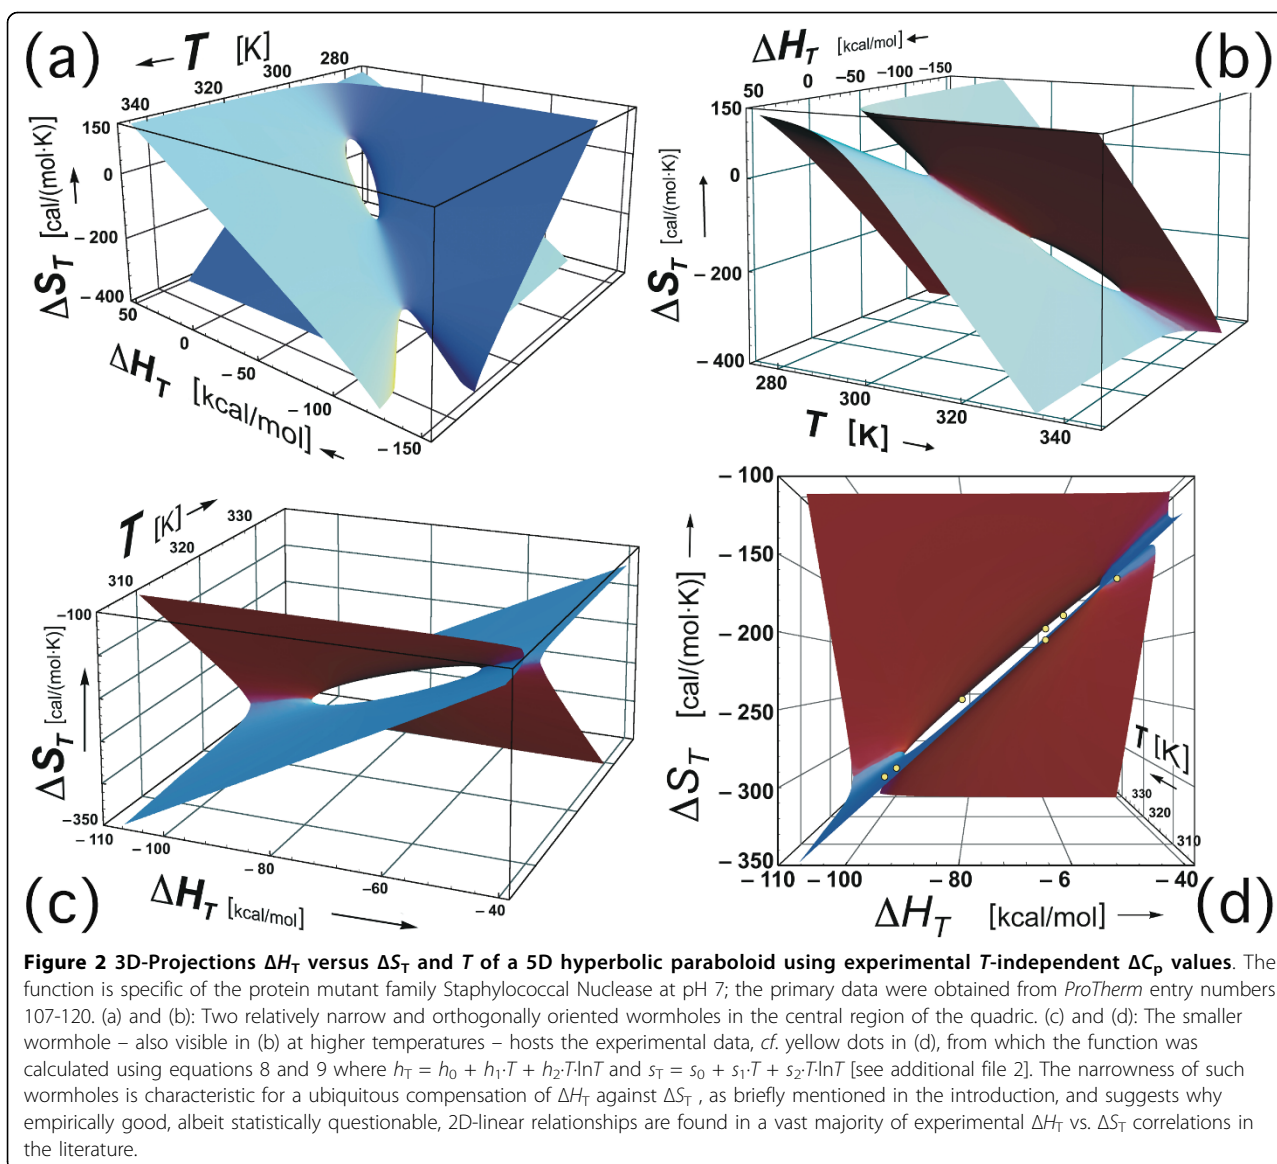 (a)
← T [K]
340 320 300 280
150
0
– 200
– 400
ΔS_T [cal/(mol·K)] →
50 0 – 50 – 100 – 150
ΔH_T [kcal/mol] ←
(b)
ΔH_T [kcal/mol] ←
50 0 –50 –100 –150
150
0
– 200
– 400
ΔS_T [cal/(mol·K)] →
280 300 320 340
T [K] →
(c)
T [K] →
310 320 330
–100
–350
ΔS_T [cal/(mol·K)] →
– 110 – 100 – 80 –60 – 40
ΔH_T [kcal/mol] →
(d)
– 100
– 150
– 200
– 250
– 300
– 350
ΔS_T [cal/(mol·K)] →
T [K] ←
330 320 310
– 110 – 100 – 80 – 6 – 40
ΔH_T [kcal/mol] →
Figure 2 3D-Projections ΔH_T versus ΔS_T and T of a 5D hyperbolic paraboloid using experimental T-independent ΔC_p values. The
function is specific of the protein mutant family Staphylococcal Nuclease at pH 7; the primary data were obtained from ProTherm entry numbers
107-120. (a) and (b): Two relatively narrow and orthogonally oriented wormholes in the central region of the quadric. (c) and (d): The smaller
wormhole – also visible in (b) at higher temperatures – hosts the experimental data, cf. yellow dots in (d), from which the function was
calculated using equations 8 and 9 where h_T = h_0 + h_1·T + h_2·T·lnT and s_T = s_0 + s_1·T + s_2·T·lnT [see additional file 2]. The narrowness of such
wormholes is characteristic for a ubiquitous compensation of ΔH_T against ΔS_T , as briefly mentioned in the introduction, and suggests why
empirically good, albeit statistically questionable, 2D-linear relationships are found in a vast majority of experimental ΔH_T vs. ΔS_T correlations in
the literature.